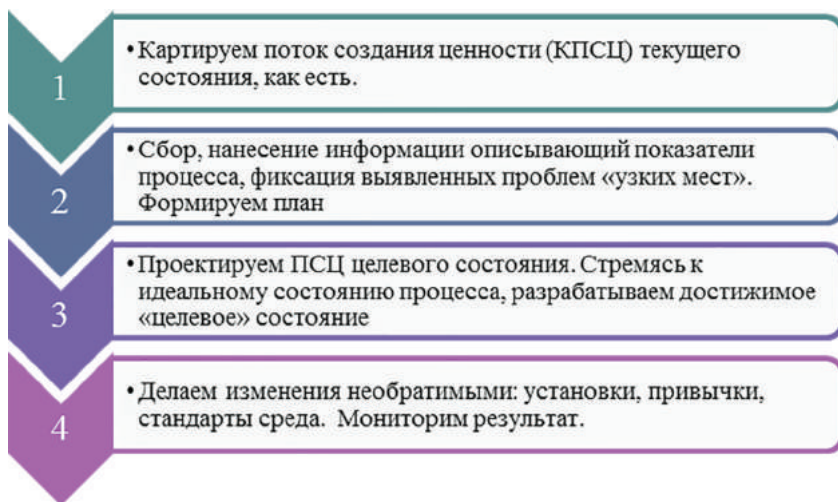 1
• Картируем поток создания ценности (КПСЦ) текущего
состояния, как есть.
2
• Сбор, нанесение информации описывающий показатели
процесса, фиксация выявленных проблем «узких мест».
Формируем план
3
• Проектируем ПСЦ целевого состояния. Стремясь к
идеальному состоянию процесса, разрабатываем достижимое
«целевое» состояние
4
• Делаем изменения необратимыми: установки, привычки,
стандарты среда. Мониторим результат.